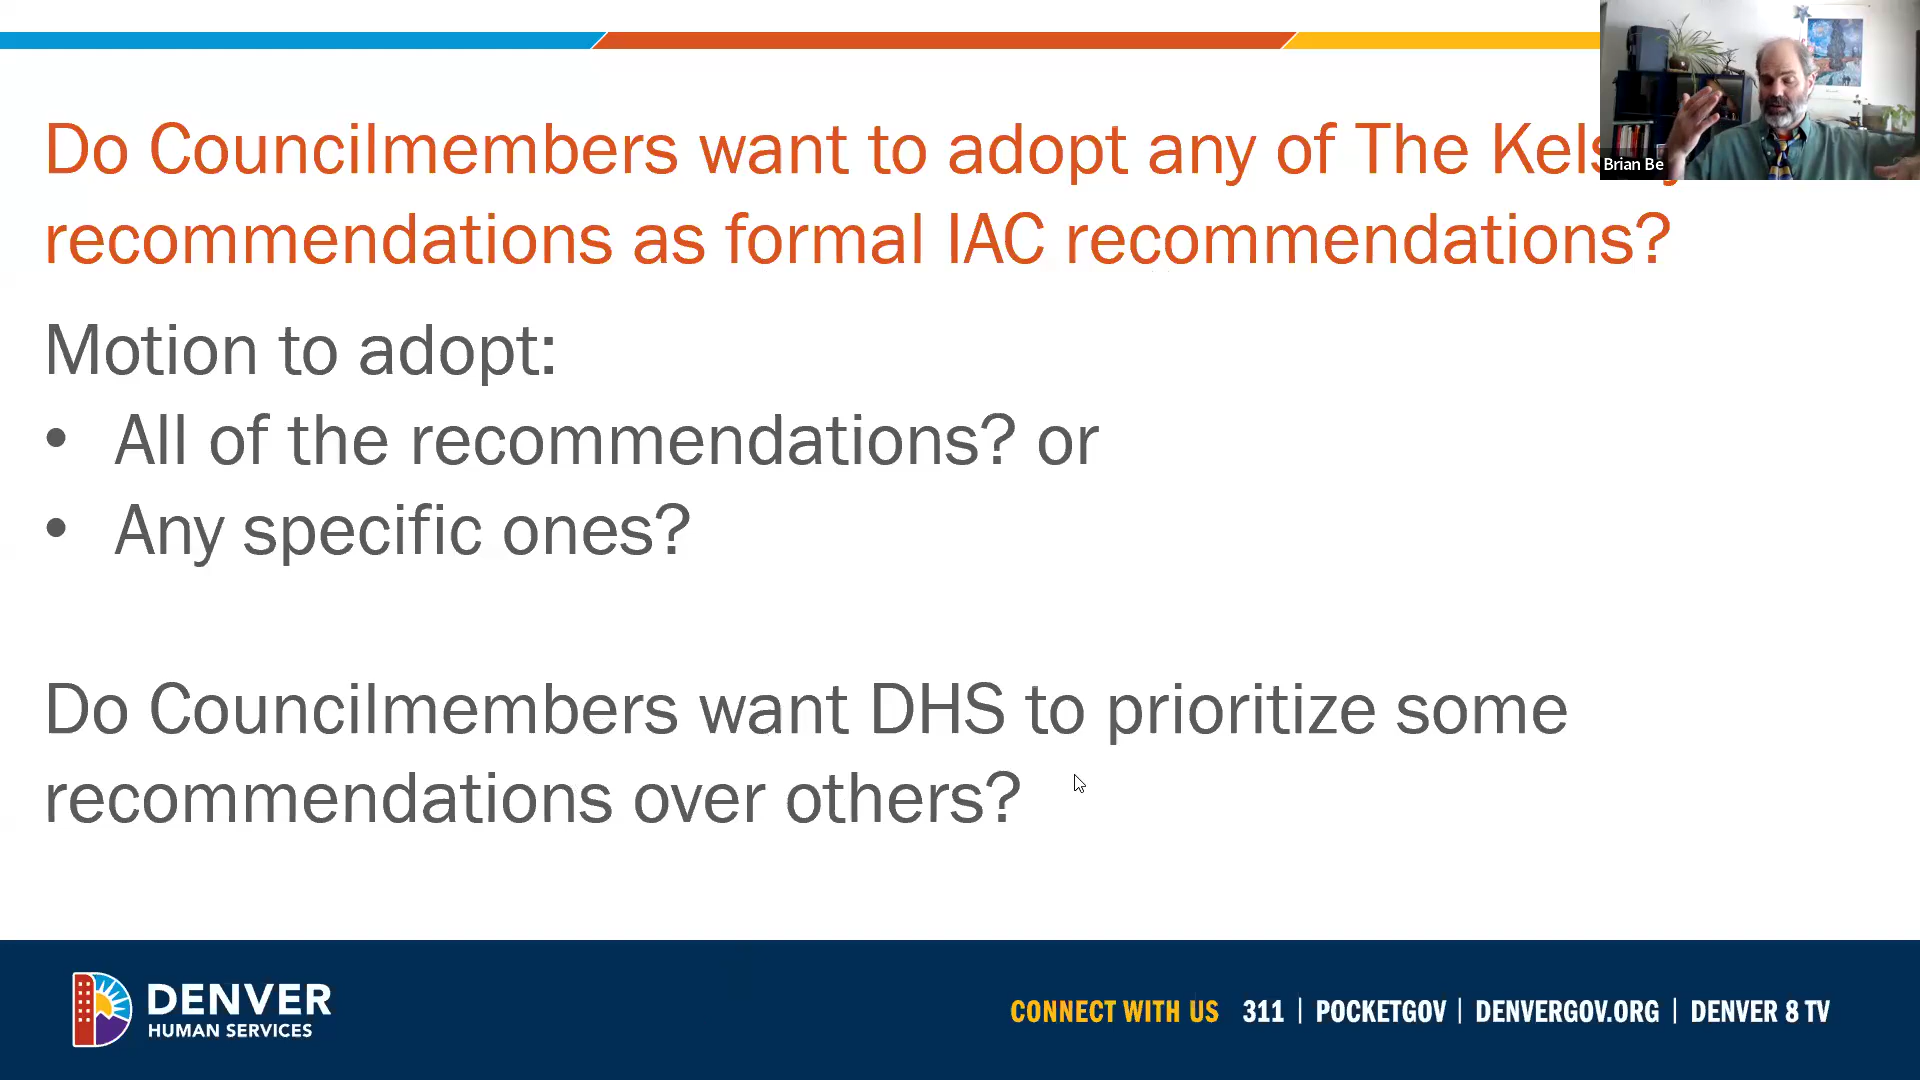 Do Councilmembers want to adopt any of The
recommendations as formal IAC recommendations?
Motion to adopt:
• All of the recommendations? or
• Any specific ones?
Do Councilmembers want DHS to prioritize some
recommendations over others?
Brian Be
DENVER
HUMAN SERVICES
CONNECT WITH US 311 | POCKETGOV | DENVERGOV.ORG | DENVER 8 TV